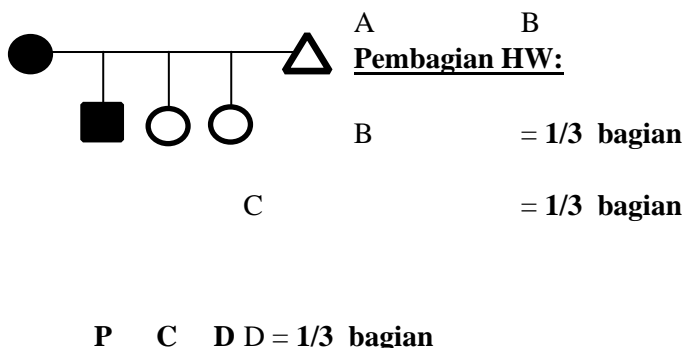 A B
Pembagian HW:
B = 1/3 bagian
C = 1/3 bagian
P C D D = 1/3 bagian